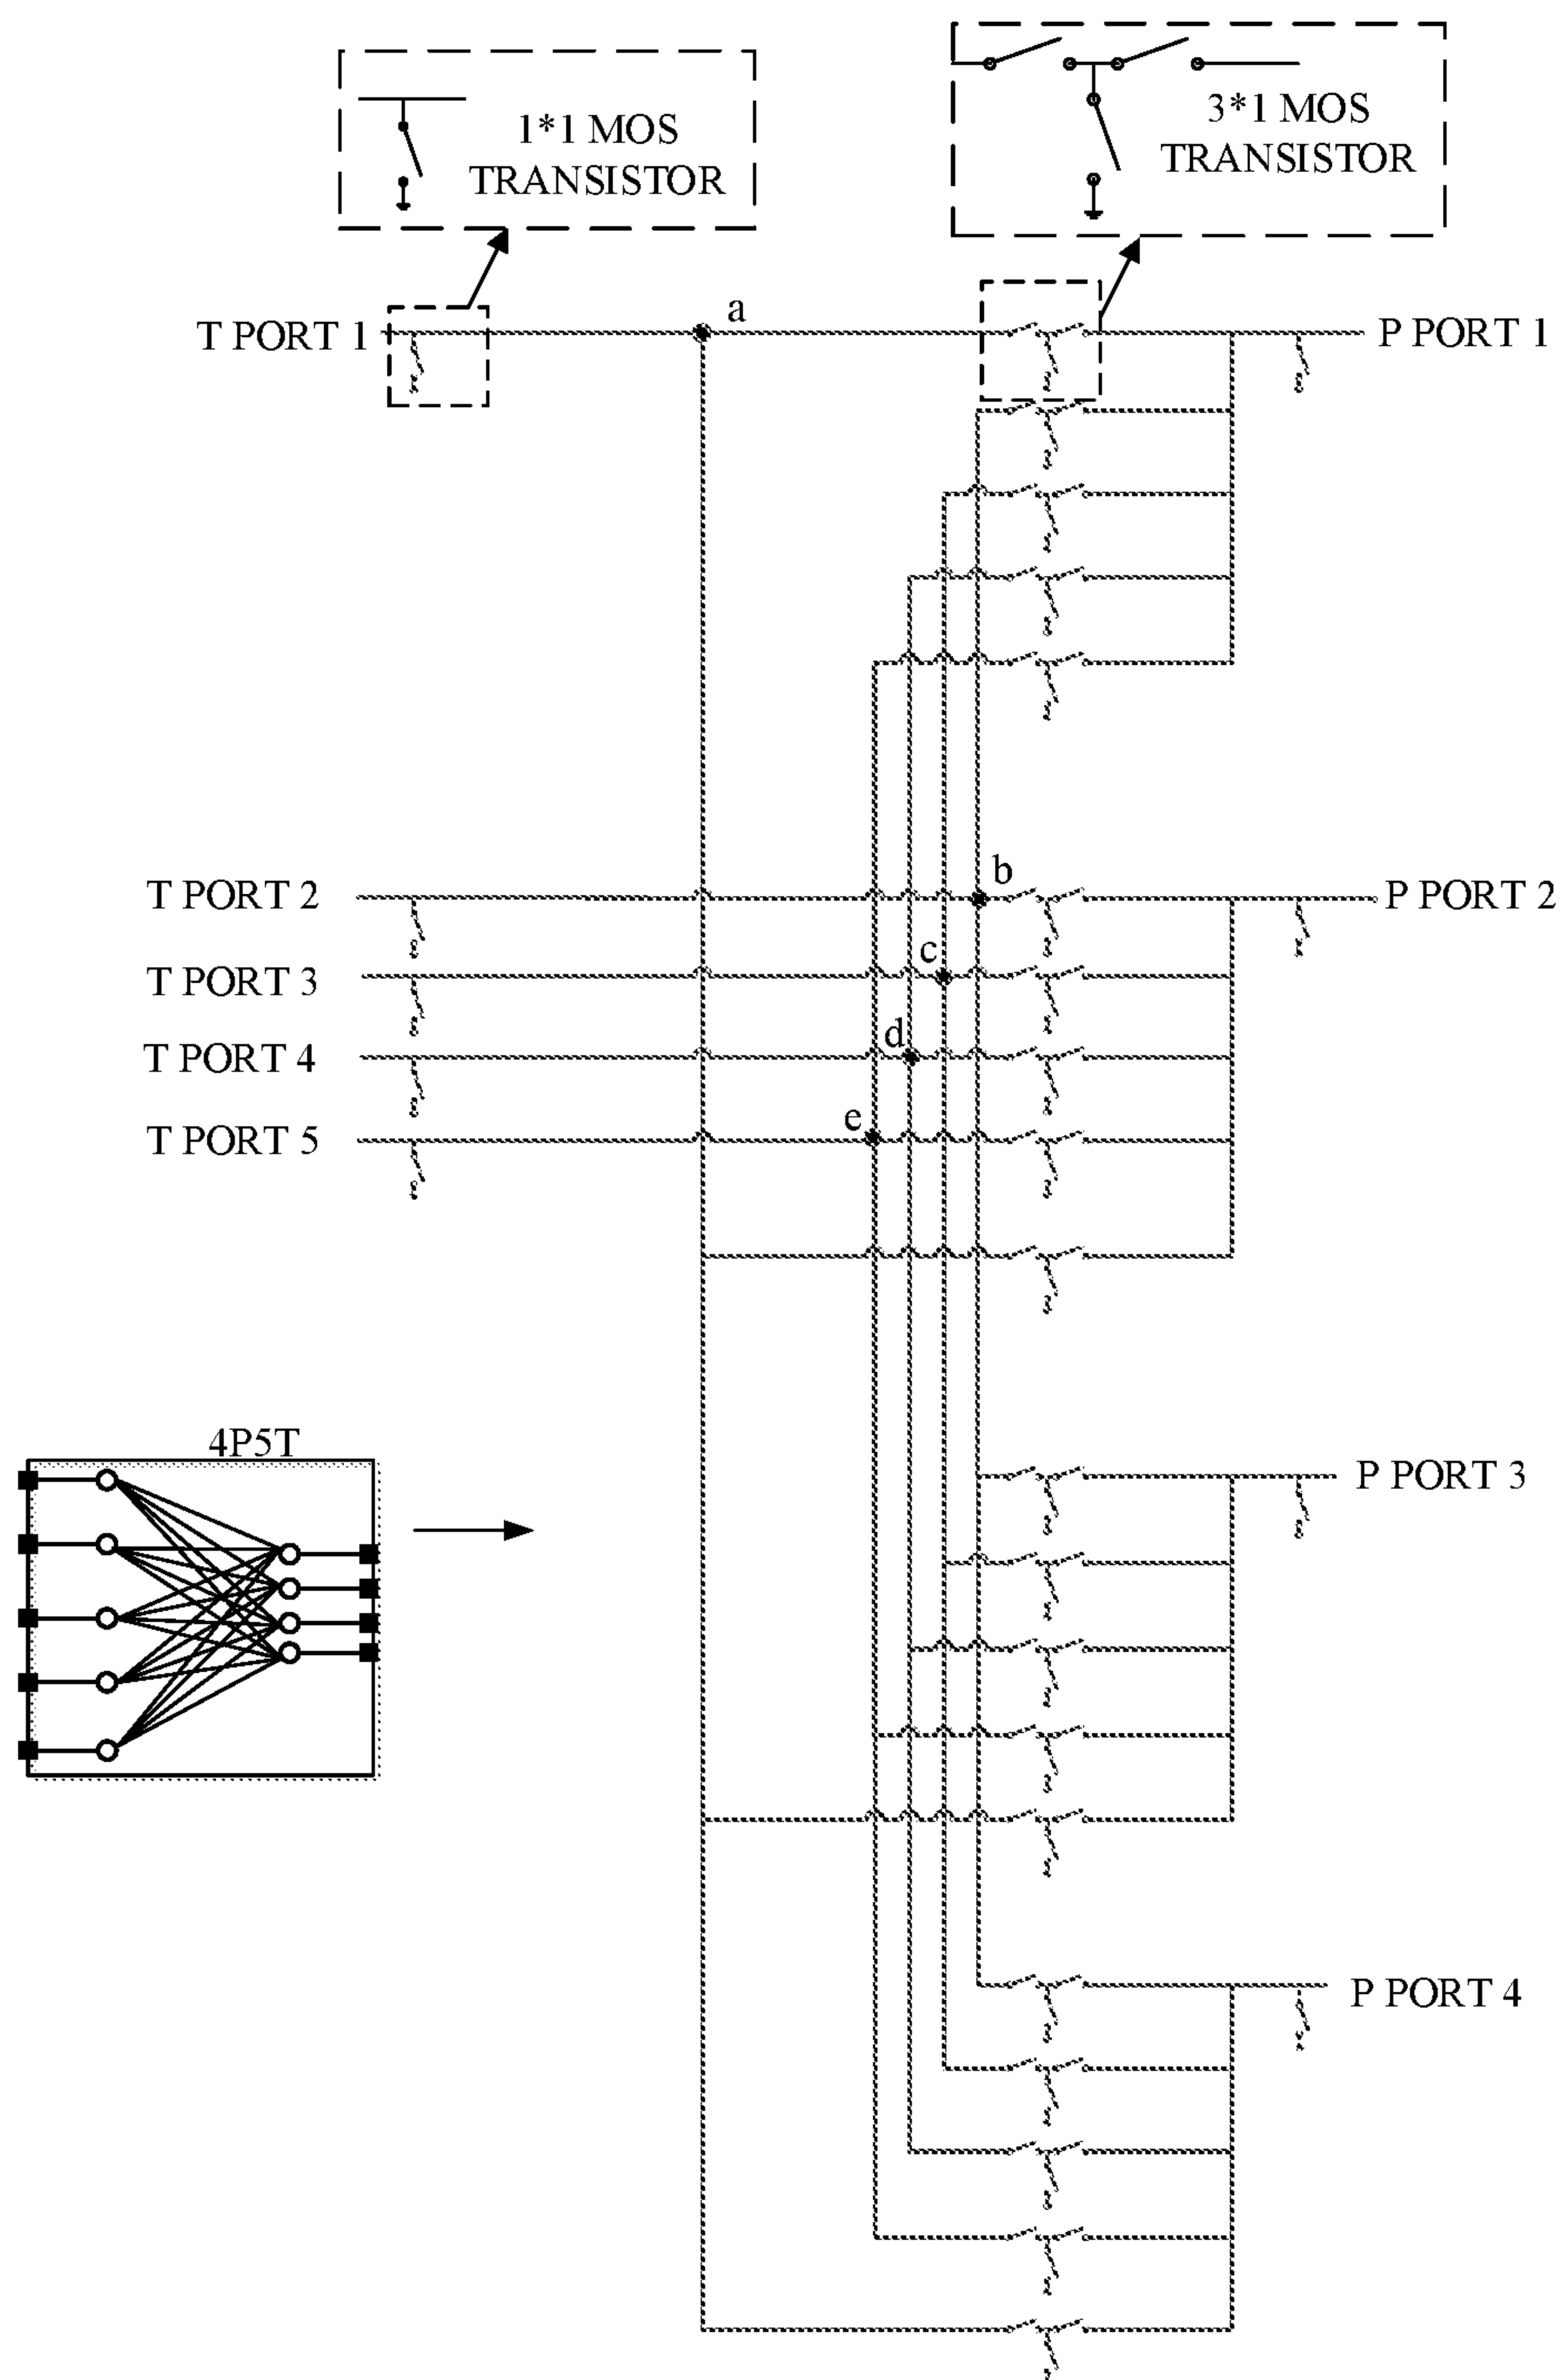 1*1 MOS
TRANSISTOR
3*1 MOS
TRANSISTOR
T PORT 1
a
P PORT 1
T PORT 2
b
P PORT 2
T PORT 3
c
T PORT 4
d
T PORT 5
e
4P5T
P PORT 3
P PORT 4